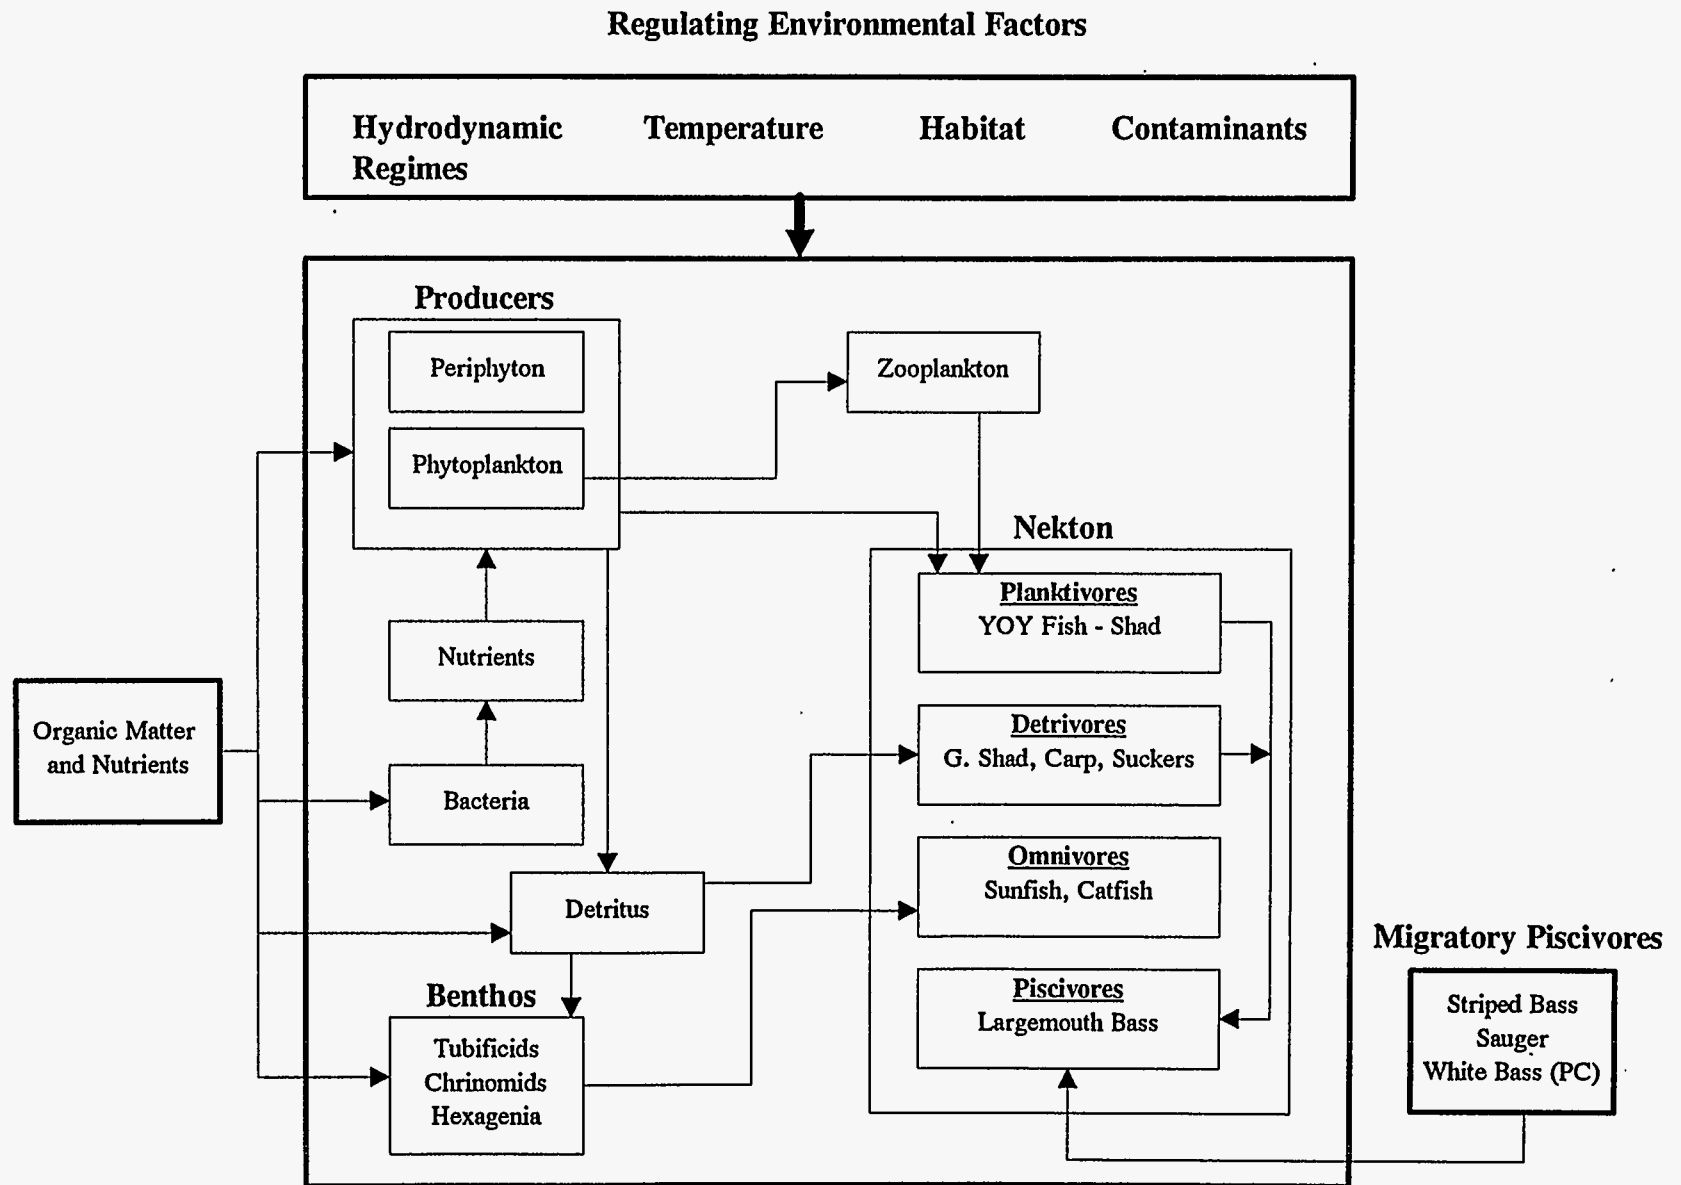 Regulating Environmental Factors
Hydrodynamic Regimes
Temperature
Habitat
Contaminants
Producers
Periphyton
Phytoplankton
Zooplankton
Nekton
Planktivores
YOY Fish - Shad
Nutrients
Organic Matter
and Nutrients
Detrivores
G. Shad, Carp, Suckers
Bacteria
Omnivores
Sunfish, Catfish
Detritus
Migratory Piscivores
Benthos
Piscivores
Largemouth Bass
Striped Bass
Sauger
White Bass (PC)
Tubificids
Chrinomids
Hexagenia